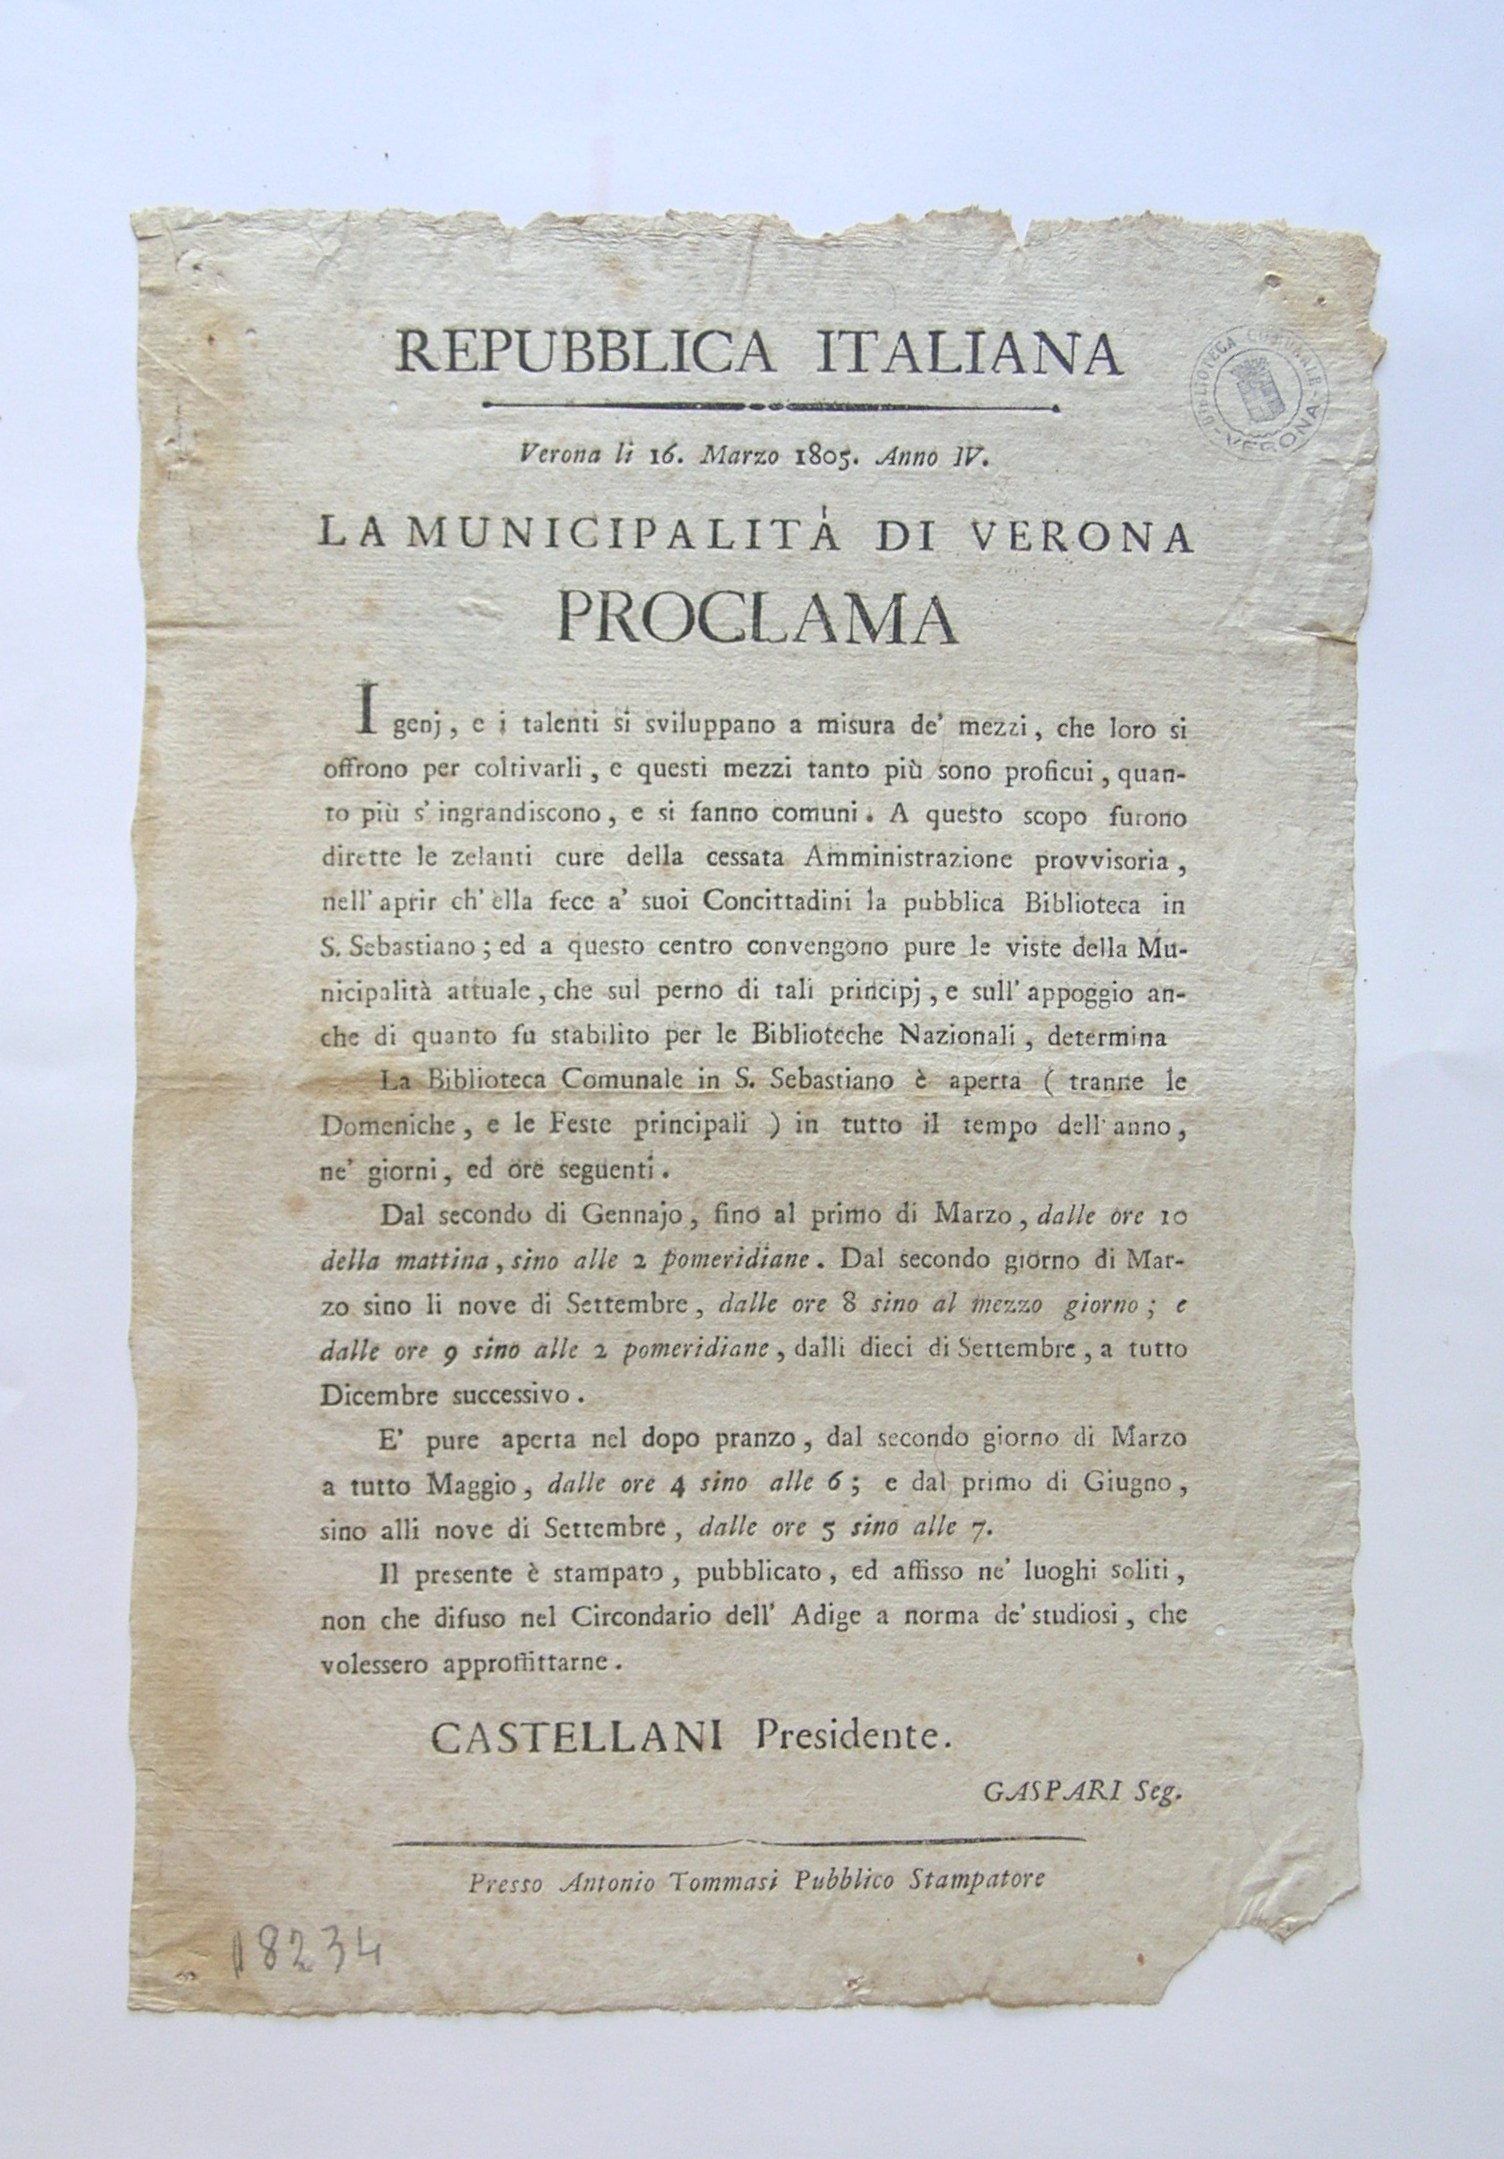 REPUBBLICA ITALIANA
BIBLIOTECA COMUNALE
VERONA
Verona li 16. Marzo 1805. Anno IV.
LA MUNICIPALITÀ DI VERONA
PROCLAMA
I genj, e i talenti si sviluppano a misura de' mezzi, che loro si
offrono per coltivarli, e questi mezzi tanto più sono proficui, quan-
to più s'ingrandiscono, e si fanno comuni. A questo scopo furono
dirette le zelanti cure della cessata Amministrazione provvisoria,
nell'aprir ch'ella fece a' suoi Concittadini la pubblica Biblioteca in
S. Sebastiano; ed a questo centro convengono pure le viste della Mu-
nicipalità attuale, che sul perno di tali principj, e sull'appoggio an-
che di quanto fu stabilito per le Biblioteche Nazionali, determina
La Biblioteca Comunale in S. Sebastiano è aperta ( tranne le
Domeniche, e le Feste principali ) in tutto il tempo dell'anno,
ne' giorni, ed ore seguenti.
Dal secondo di Gennajo, fino al primo di Marzo, dalle ore 10
della mattina, sino alle 2 pomeridiane. Dal secondo giorno di Mar-
zo sino li nove di Settembre, dalle ore 8 sino al mezzo giorno; e
dalle ore 9 sino alle 2 pomeridiane, dalli dieci di Settembre, a tutto
Dicembre successivo.
E' pure aperta nel dopo pranzo, dal secondo giorno di Marzo
a tutto Maggio, dalle ore 4 sino alle 6; e dal primo di Giugno,
sino alli nove di Settembre, dalle ore 5 sino alle 7.
Il presente è stampato, pubblicato, ed affisso ne' luoghi soliti,
non che difuso nel Circondario dell' Adige a norma de' studiosi, che
volessero approffittarne.
CASTELLANI Presidente.
GASPARI Seg.
Presso Antonio Tommasi Pubblico Stampatore
18234